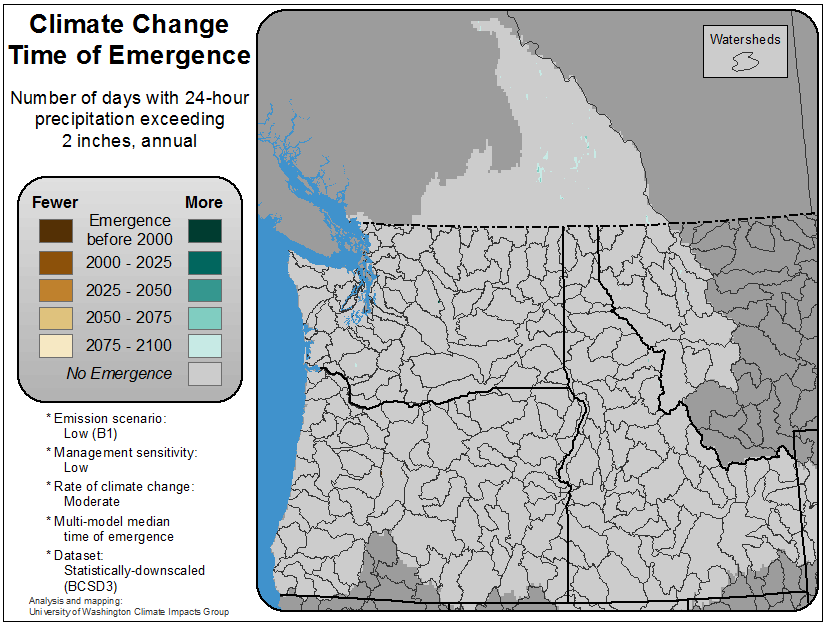 Climate Change
Time of Emergence
Number of days with 24-hour
precipitation exceeding
2 inches, annual
Fewer
More
Emergence
before 2000
2000 - 2025
2025 - 2050
2050 - 2075
2075 - 2100
No Emergence
* Emission scenario:
Low (B1)
* Management sensitivity:
Low
* Rate of climate change:
Moderate
* Multi-model median
time of emergence
* Dataset:
Statistically-downscaled
(BCSD3)
Analysis and mapping:
University of Washington Climate Impacts Group
Watersheds